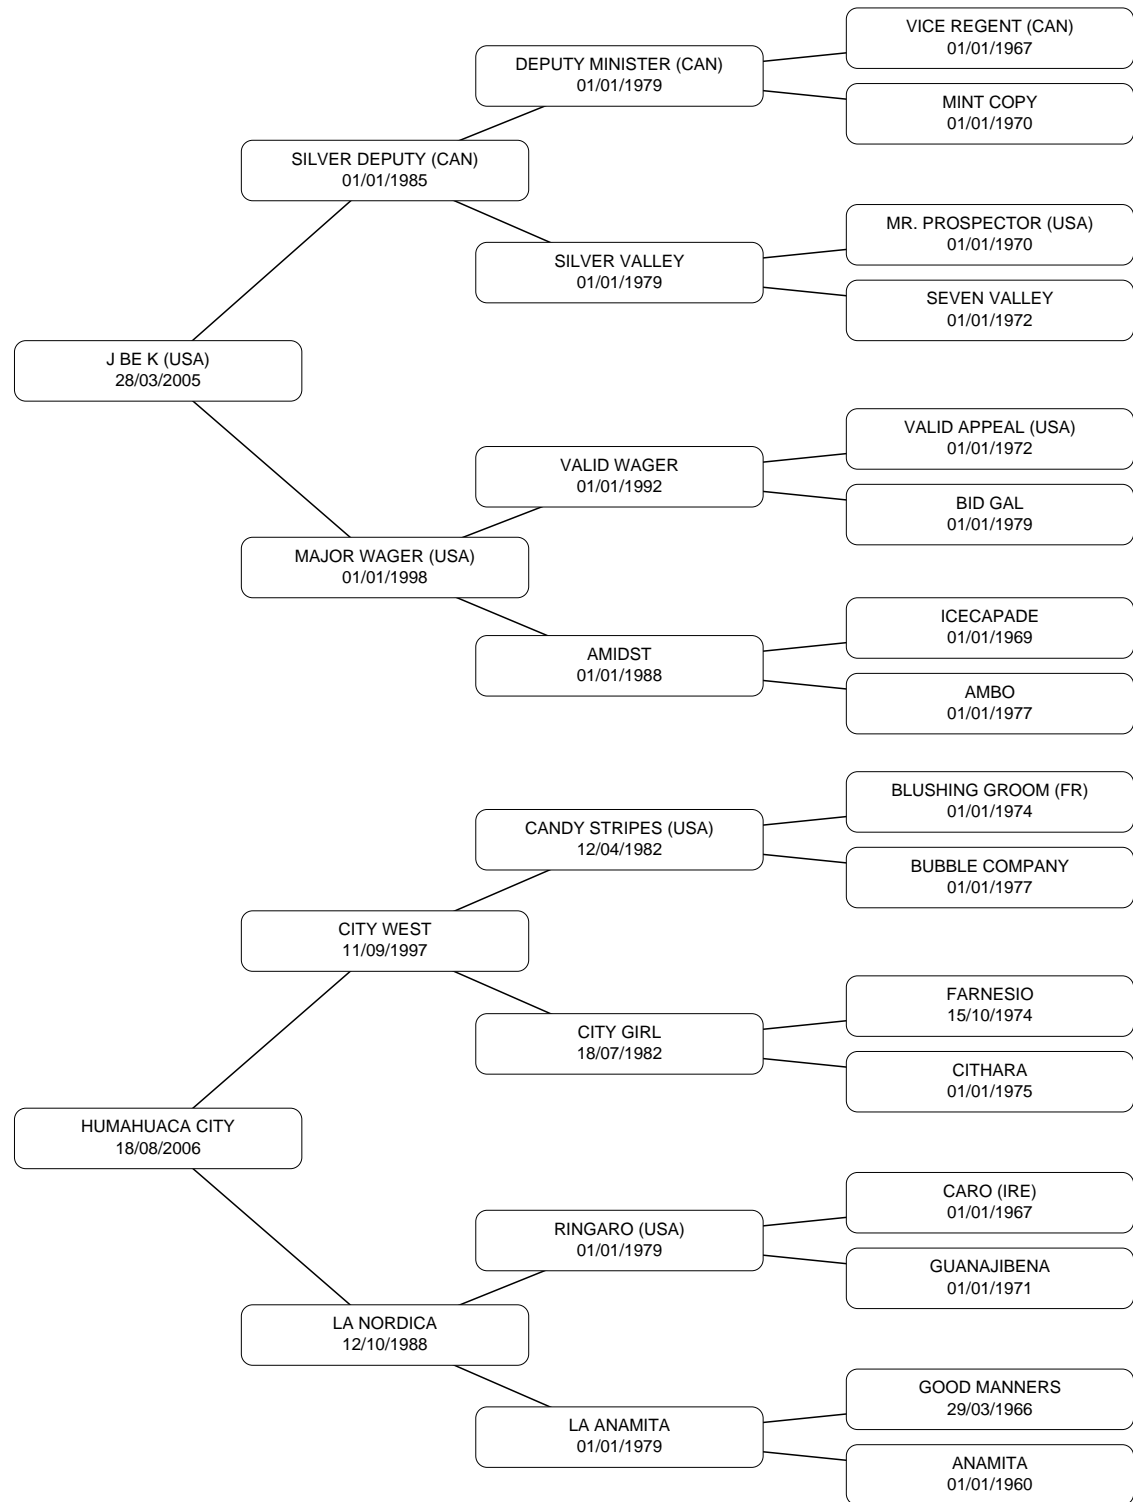 VICE REGENT (CAN)
01/01/1967
DEPUTY MINISTER (CAN)
01/01/1979
MINT COPY
01/01/1970
SILVER DEPUTY (CAN)
01/01/1985
MR. PROSPECTOR (USA)
01/01/1970
SILVER VALLEY
01/01/1979
SEVEN VALLEY
01/01/1972
J BE K (USA)
28/03/2005
VALID APPEAL (USA)
01/01/1972
VALID WAGER
01/01/1992
BID GAL
01/01/1979
MAJOR WAGER (USA)
01/01/1998
ICECAPADE
01/01/1969
AMIDST
01/01/1988
AMBO
01/01/1977
BLUSHING GROOM (FR)
01/01/1974
CANDY STRIPES (USA)
12/04/1982
BUBBLE COMPANY
01/01/1977
CITY WEST
11/09/1997
FARNESIO
15/10/1974
CITY GIRL
18/07/1982
CITHARA
01/01/1975
HUMAHUACA CITY
18/08/2006
CARO (IRE)
01/01/1967
RINGARO (USA)
01/01/1979
GUANAJIBENA
01/01/1971
LA NORDICA
12/10/1988
GOOD MANNERS
29/03/1966
LA ANAMITA
01/01/1979
ANAMITA
01/01/1960